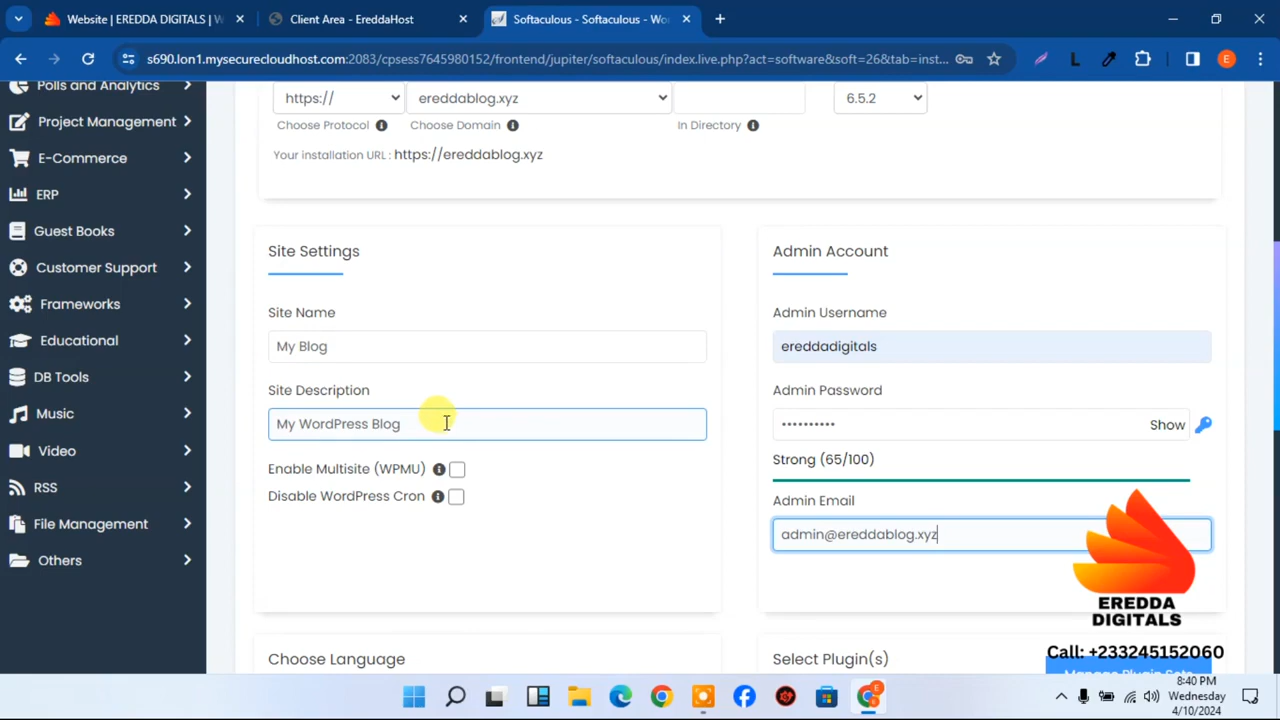 Website | EREDDA DIGITALS | W
Client Area - EreddaHost
Softaculous - Softaculous - Wo
s690.lon1.mysecurecloudhost.com:2083/cpsess7645980152/frontend/jupiter/softaculous/index.live.php?act=software&soft=26&tab=inst...
L
E
Polls and Analytics
Project Management
E-Commerce
ERP
Guest Books
Customer Support
Frameworks
Educational
DB Tools
Music
Video
RSS
File Management
Others
https://
ereddablog.xyz
6.5.2
Choose Protocol
Choose Domain
In Directory
Your installation URL : https://ereddablog.xyz
Site Settings
Site Name
My Blog
Site Description
My WordPress Blog
Enable Multisite (WPMU)
Disable WordPress Cron
Choose Language
Admin Account
Admin Username
ereddadigitals
Admin Password
••••••••••
Show
Strong (65/100)
Admin Email
admin@ereddablog.xyz
Select Plugin(s)
Manage Plugin Sets
EREDDA
DIGITALS
Call: +233245152060
8:40 PM
Wednesday
4/10/2024